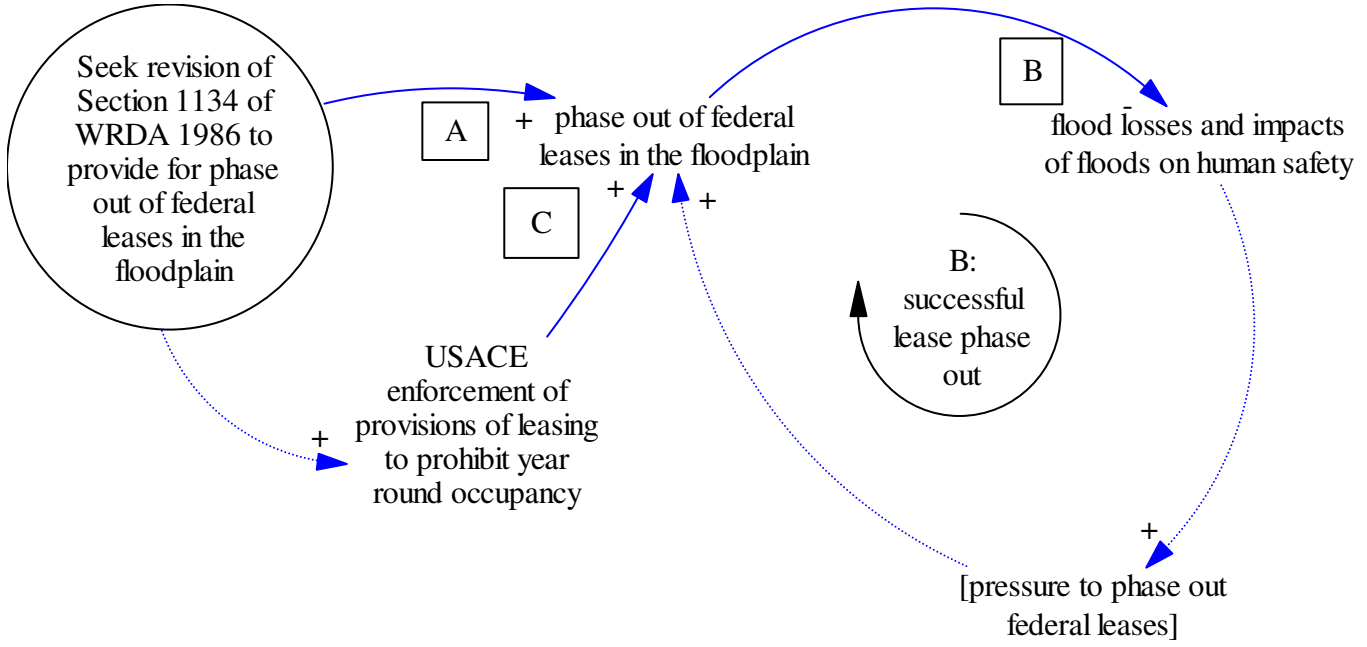 Seek revision of
Section 1134 of
WRDA 1986 to
provide for phase
out of federal
leases in the
floodplain
A
+
phase out of federal
leases in the floodplain
B
-
flood losses and impacts
of floods on human safety
C
+
+
B:
successful
lease phase
out
USACE
enforcement of
provisions of leasing
to prohibit year
round occupancy
+
+
[pressure to phase out
federal leases]